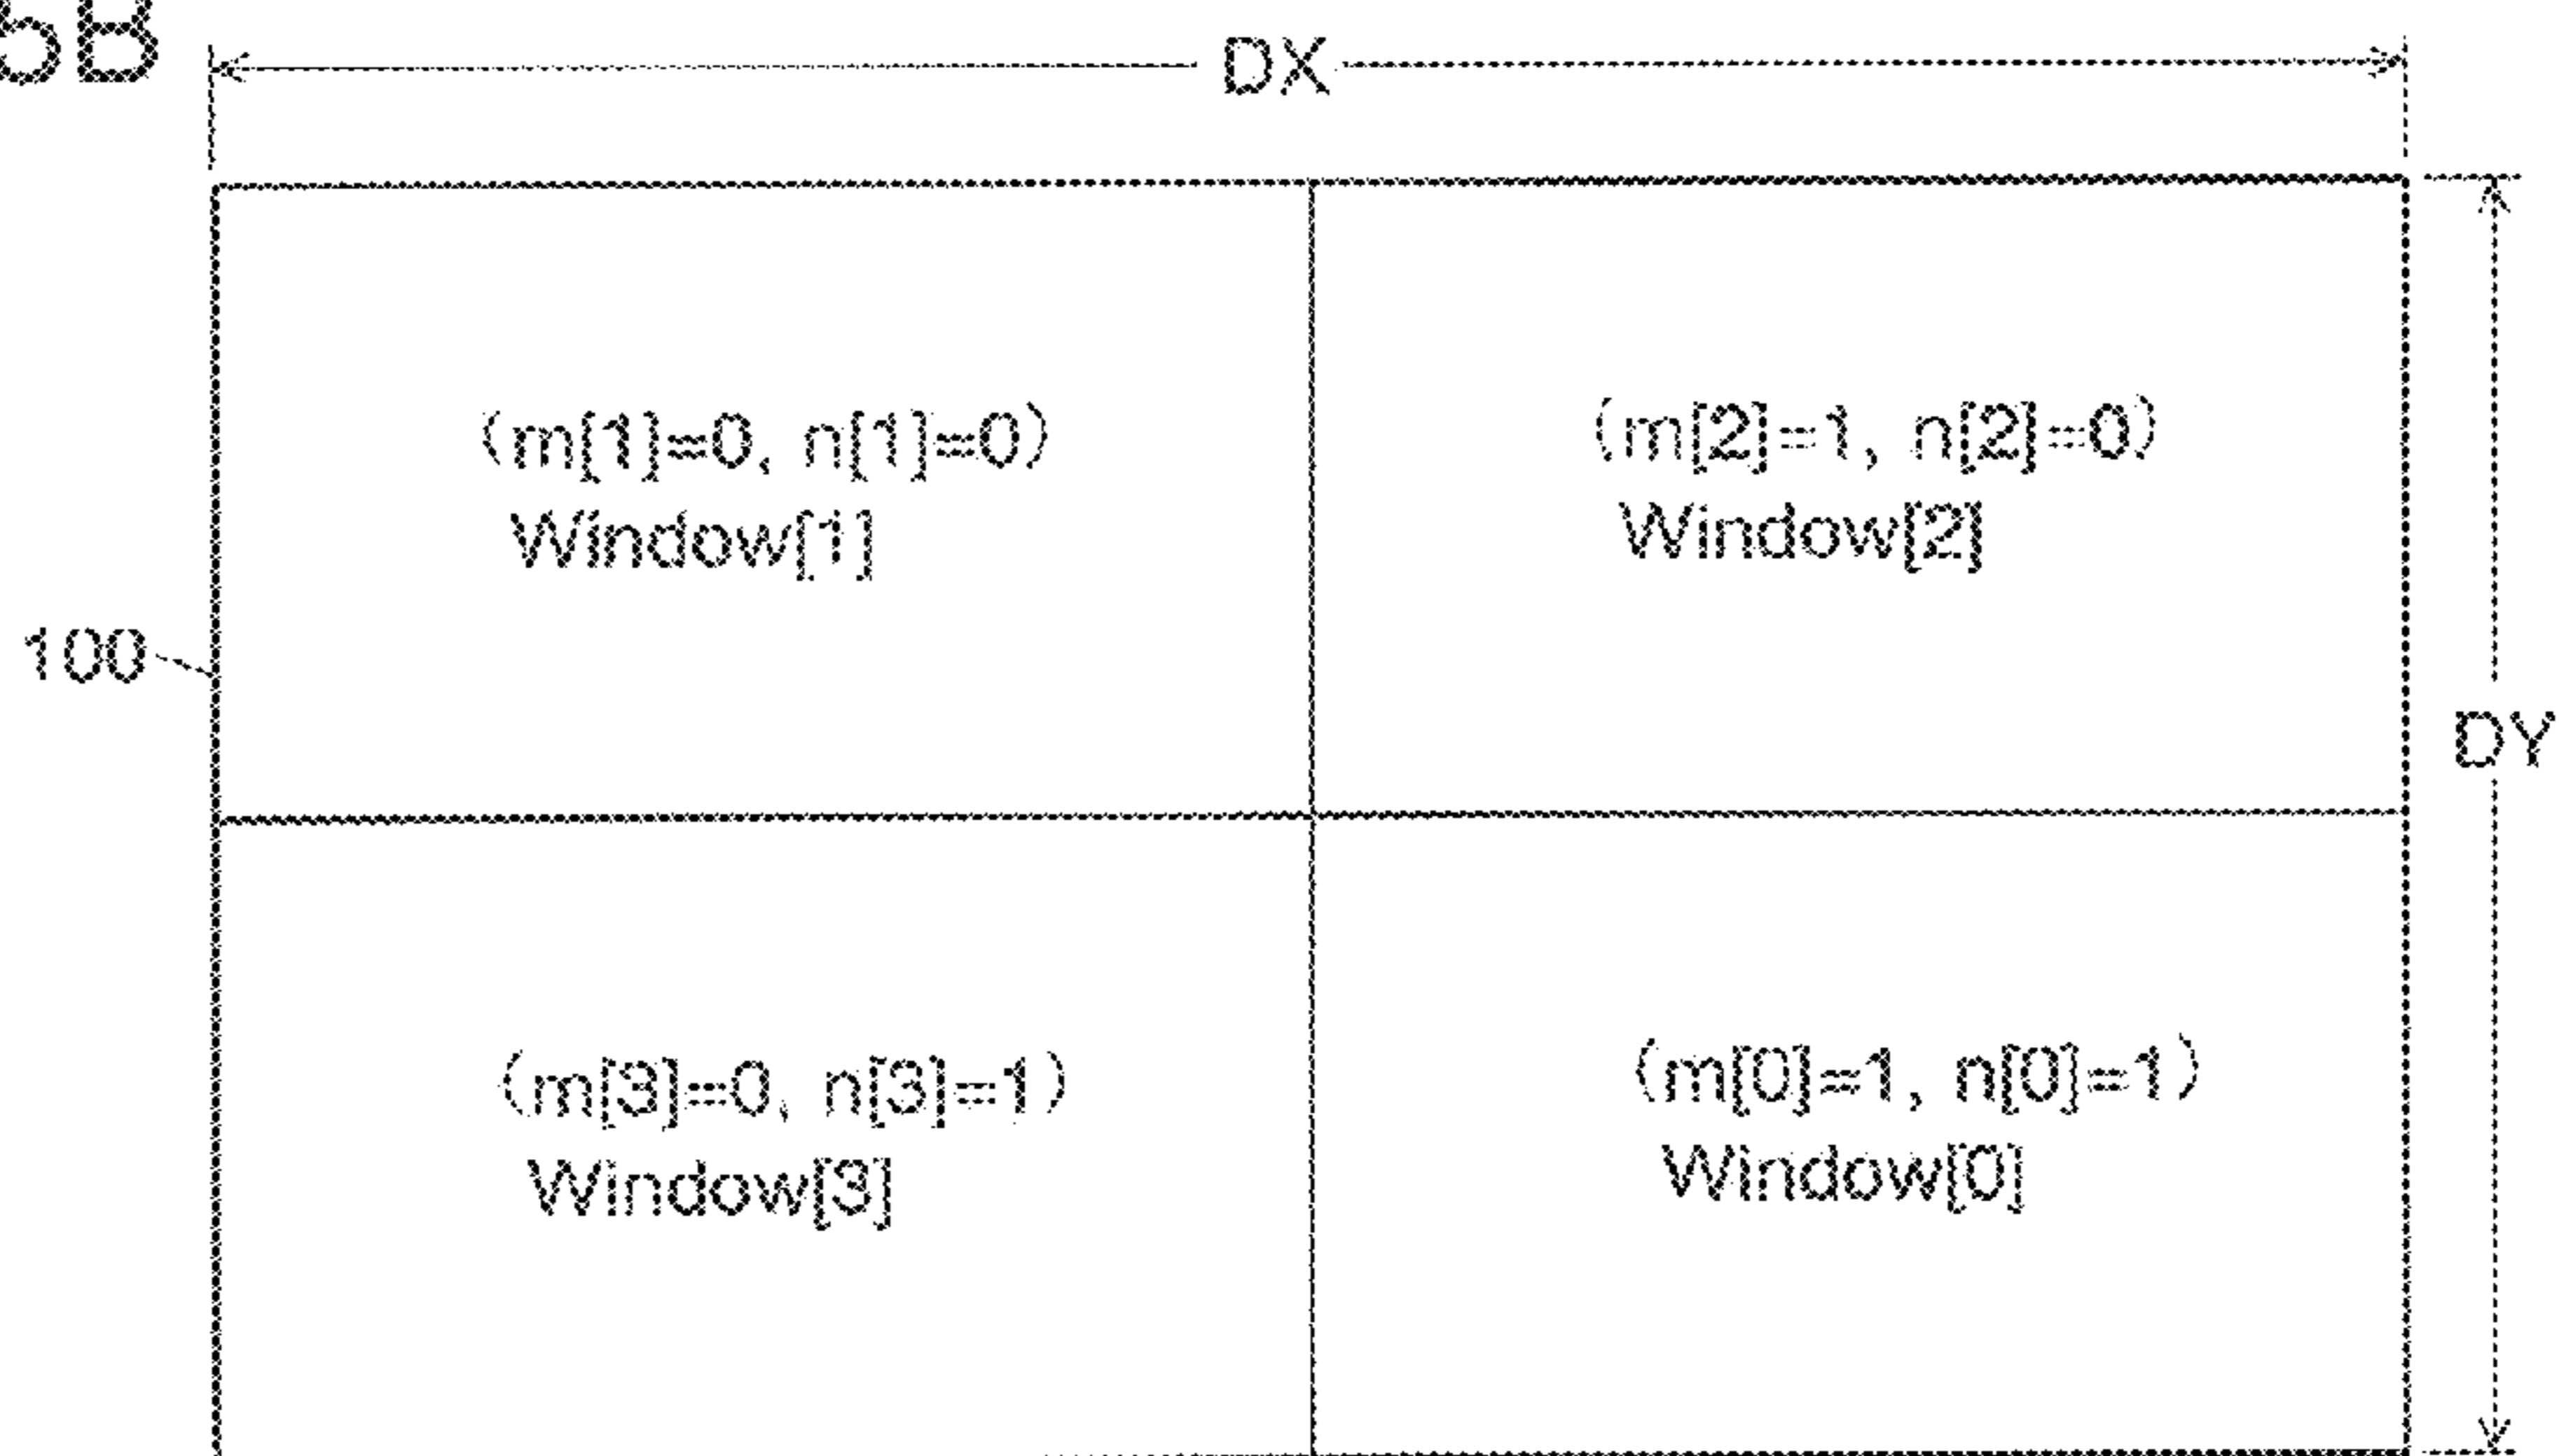 5B
DX
(m[1]=0, n[1]=0)
Window[1]
(m[2]=1, n[2]=0)
Window[2]
100
DY
(m[3]=0, n[3]=1)
Window[3]
(m[0]=1, n[0]=1)
Window[0]